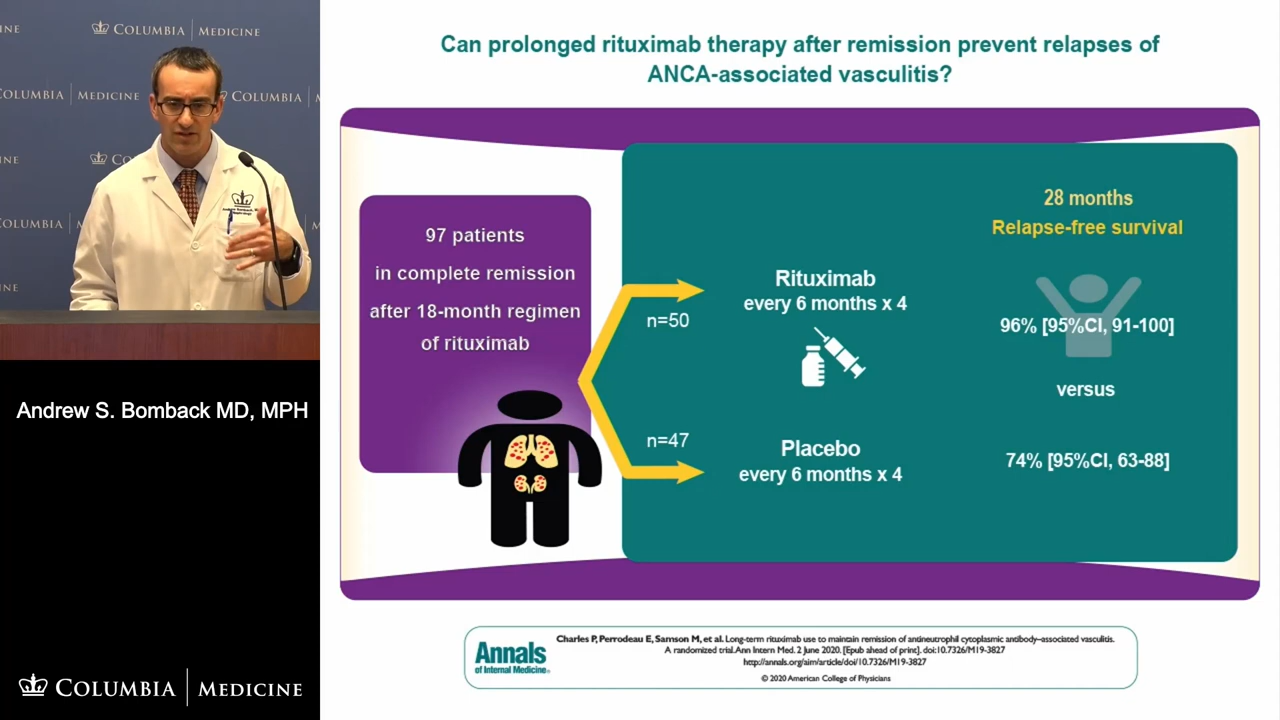 COLUMBIA | MEDICINE
COLUMBIA | MEDICINE
COLUMBIA
COLUMBIA
Andrew S. Bomback MD, MPH
COLUMBIA | MEDICINE
Can prolonged rituximab therapy after remission prevent relapses of
ANCA-associated vasculitis?
97 patients
in complete remission
after 18-month regimen
of rituximab
n=50
Rituximab
every 6 months x 4
n=47
Placebo
every 6 months x 4
28 months
Relapse-free survival
96% [95%CI, 91-100]
versus
74% [95%CI, 63-88]
Annals
of Internal Medicine
Charles P, Perrodeau E, Samson M, et al. Long-term rituximab use to maintain remission of antineutrophil cytoplasmic antibody–associated vasculitis.
A randomized trial. Ann Intern Med. 2 June 2020. [Epub ahead of print]. doi:10.7326/M19-3827
http://annals.org/aim/article/doi/10.7326/M19-3827
© 2020 American College of Physicians